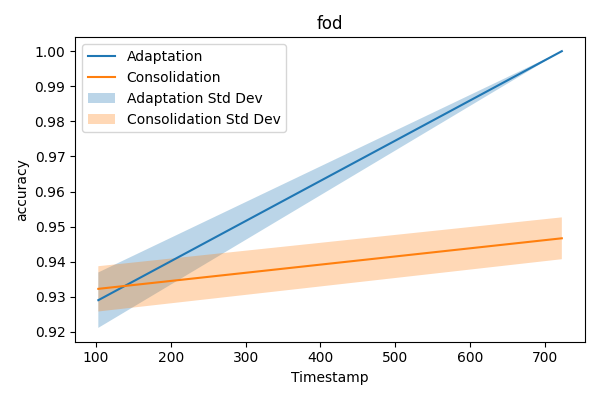 fod
Adaptation
Consolidation
Adaptation Std Dev
Consolidation Std Dev
accuracy
1.00
0.99
0.98
0.97
0.96
0.95
0.94
0.93
0.92
100 200 300 400 500 600 700
Timestamp